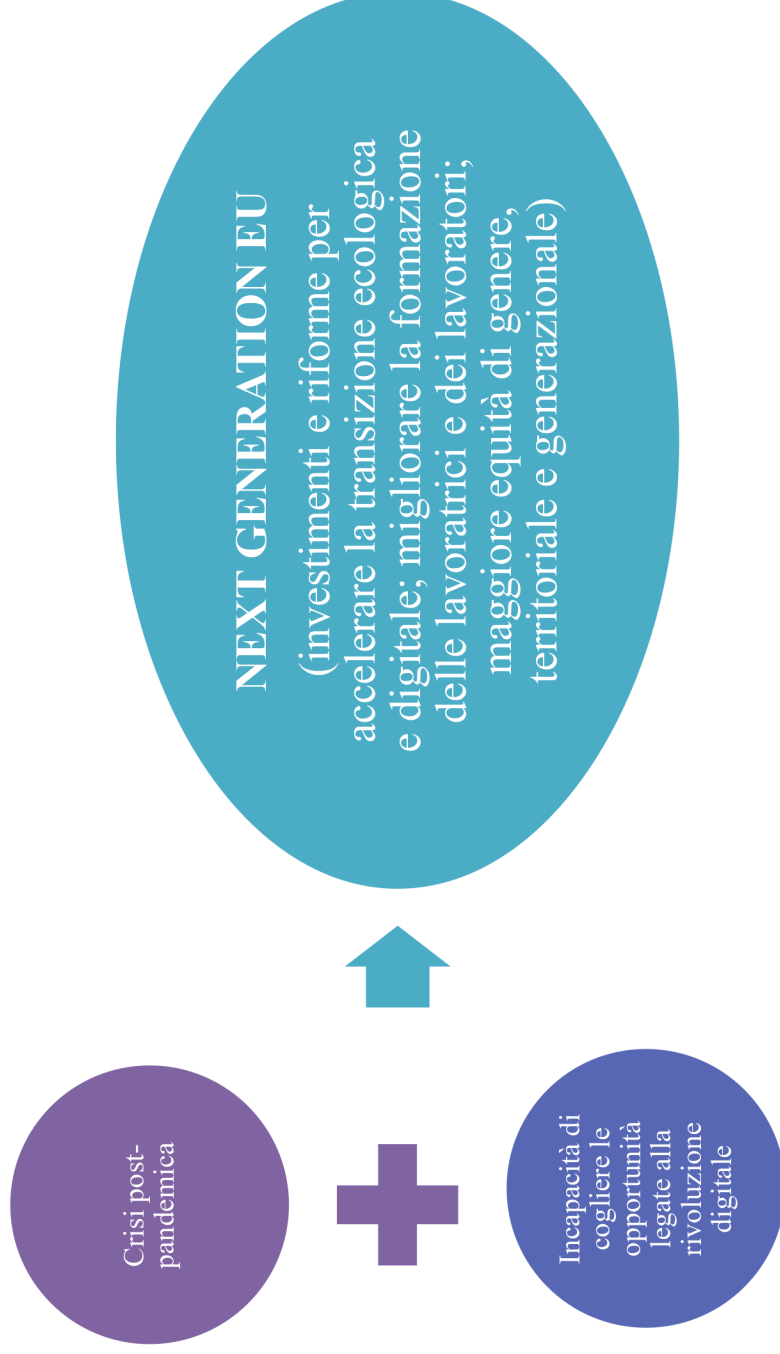 Crisi post-
pandemica
Incapacità di
cogliere le
opportunità
legate alla
rivoluzione
digitale
NEXT GENERATION EU
(investimenti e riforme per
accelerare la transizione ecologica
e digitale; migliorare la formazione
delle lavoratrici e dei lavoratori;
maggiore equità di genere,
territoriale e generazionale)